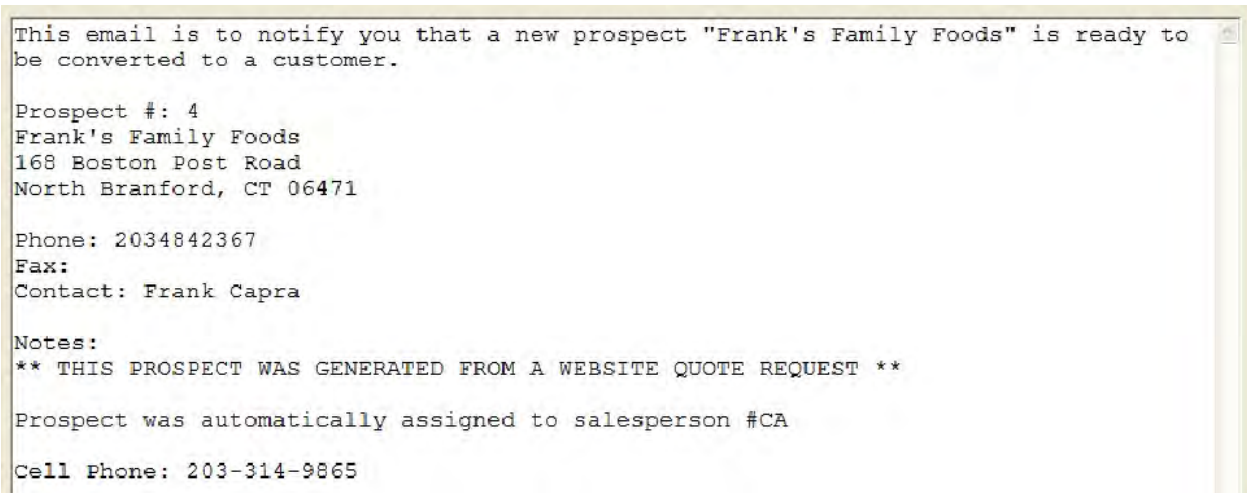 This email is to notify you that a new prospect "Frank's Family Foods" is ready to
be converted to a customer.
Prospect #: 4
Frank's Family Foods
168 Boston Post Road
North Branford, CT 06471
Phone: 2034842367
Fax:
Contact: Frank Capra
Notes:
** THIS PROSPECT WAS GENERATED FROM A WEBSITE QUOTE REQUEST **
Prospect was automatically assigned to salesperson #CA
Cell Phone: 203-314-9865